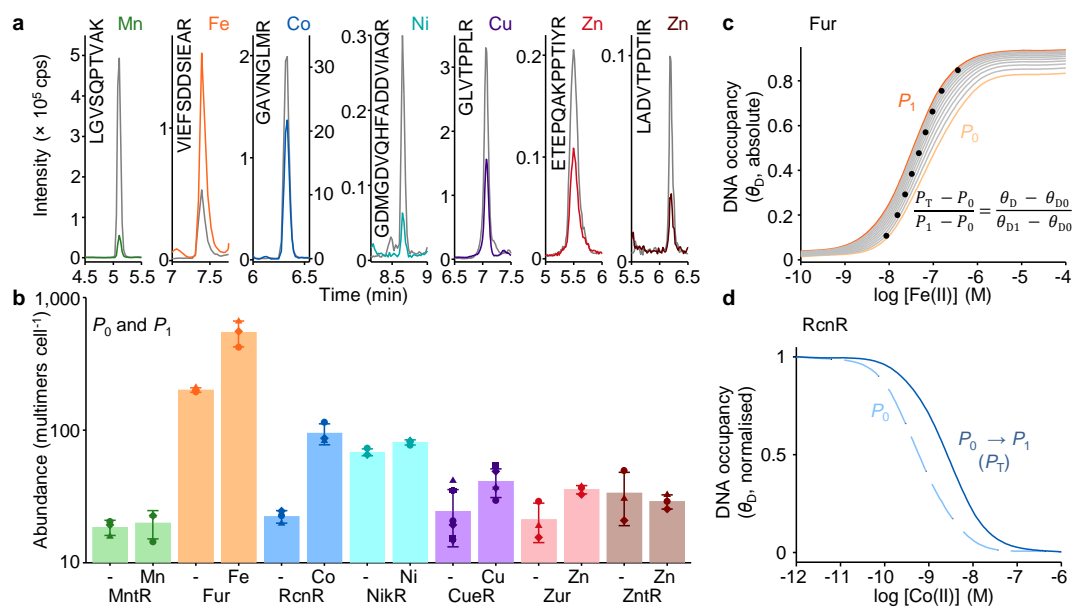 a
Mn
Fe
Co
Ni
Cu
Zn
Zn
LGVSQPTVAK
VIEFSDDSIEAR
GAVNGLMR
GDMGDVQHFADDVIAQR
GLVTPPLR
ETEPQAKPPTIYR
LADVTPDTIR
Intensity (× 10⁵ cps)
5
4
3
2
1
0
1
0
2
1
0
30
20
10
0
0.3
0.2
0.1
0
3
2
1
0
0.2
0.1
0
0.1
0
4.5 5 5.5
7 7.5
6 6.5
8.5 9
6.5 7 7.5
5 5.5 6
5.5 6 6.5
Time (min)
b
P₀ and P₁
Abundance (multimers cell⁻¹)
1,000
100
10
- Mn - Fe - Co - Ni - Cu - Zn - Zn
MntR Fur RcnR NikR CueR Zur ZntR
c
Fur
DNA occupancy
(θD, absolute)
0.8
0.6
0.4
0.2
0
P₁
P₀
PT − P₀ / P₁ − P₀ = θD − θD0 / θD1 − θD0
-10 -9 -8 -7 -6 -5 -4
log [Fe(II)] (M)
d
RcnR
DNA occupancy
(θD, normalised)
1
0.5
0
P₀
P₀ → P₁
(PT)
-12 -11 -10 -9 -8 -7 -6
log [Co(II)] (M)